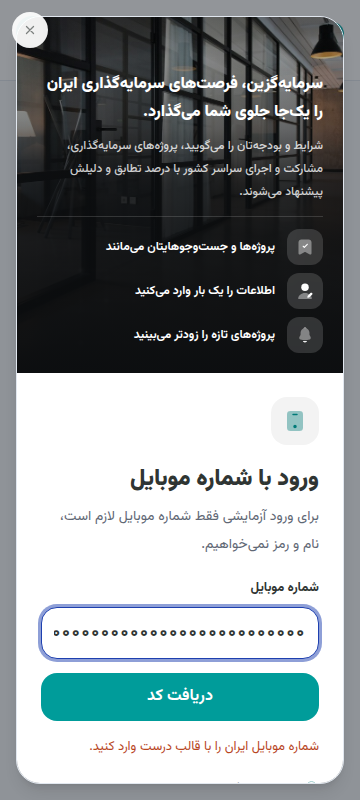 سرمایه‌گزین، فرصت‌های سرمایه‌گذاری ایران
را یک‌جا جلوی شما می‌گذارد.
شرایط و بودجه‌تان را می‌گویید، پروژه‌های سرمایه‌گذاری،
مشارکت و اجرای سراسر کشور با درصد تطابق و دلیلش
پیشنهاد می‌شوند.
پروژه‌ها و جست‌وجوهایتان می‌مانند
اطلاعات را یک بار وارد می‌کنید
پروژه‌های تازه را زودتر می‌بینید
ورود با شماره موبایل
برای ورود آزمایشی فقط شماره موبایل لازم است،
نام و رمز نمی‌خواهیم.
شماره موبایل
دریافت کد
شماره موبایل ایران را با قالب درست وارد کنید.